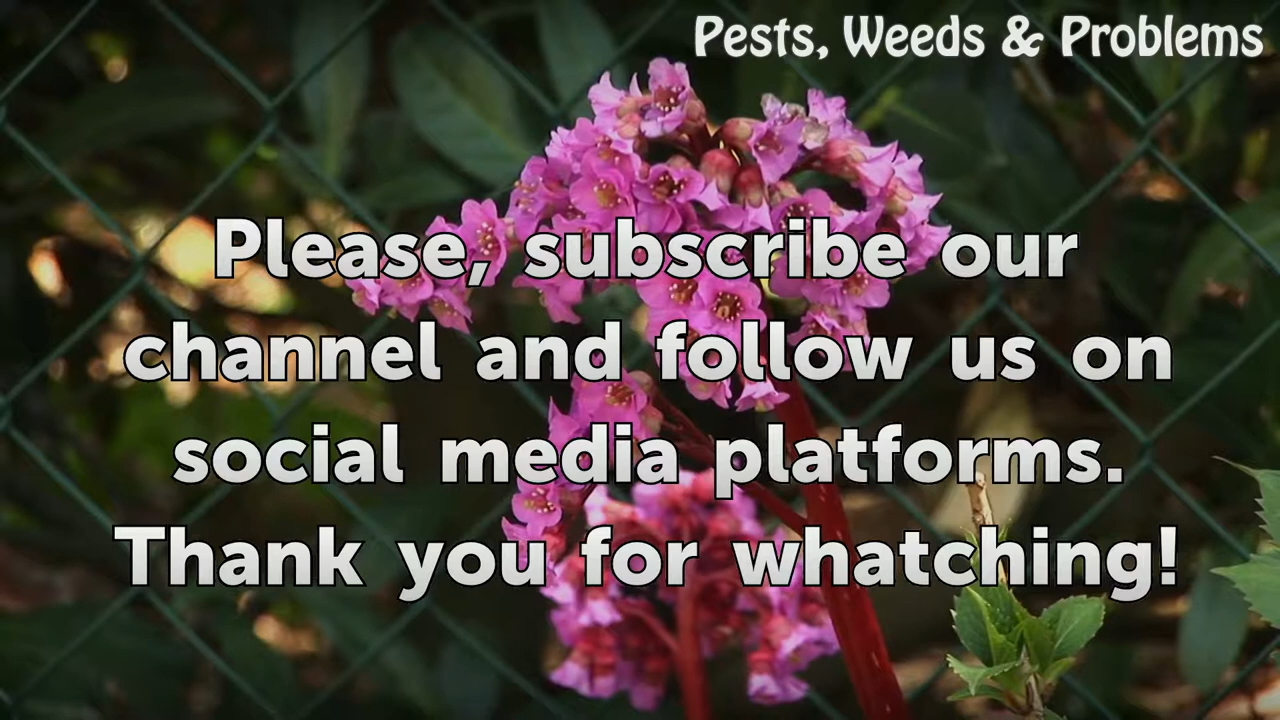 Pests, Weeds & Problems
Please, subscribe our
channel and follow us on
social media platforms.
Thank you for whatching!